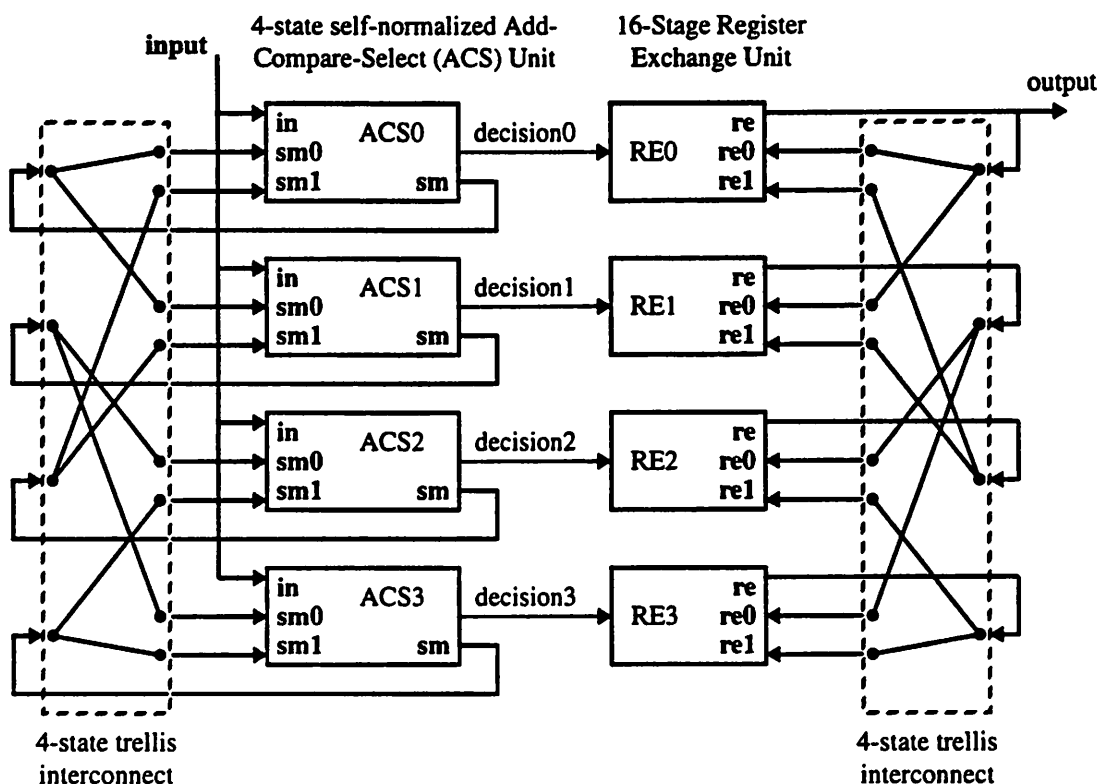 input
4-state self-normalized Add-
Compare-Select (ACS) Unit
16-Stage Register
Exchange Unit
output
in
sm0
sm1
ACS0
sm
decision0
RE0
re
re0
re1
in
sm0
sm1
ACS1
sm
decision1
RE1
re
re0
re1
in
sm0
sm1
ACS2
sm
decision2
RE2
re
re0
re1
in
sm0
sm1
ACS3
sm
decision3
RE3
re
re0
re1
4-state trellis
interconnect
4-state trellis
interconnect